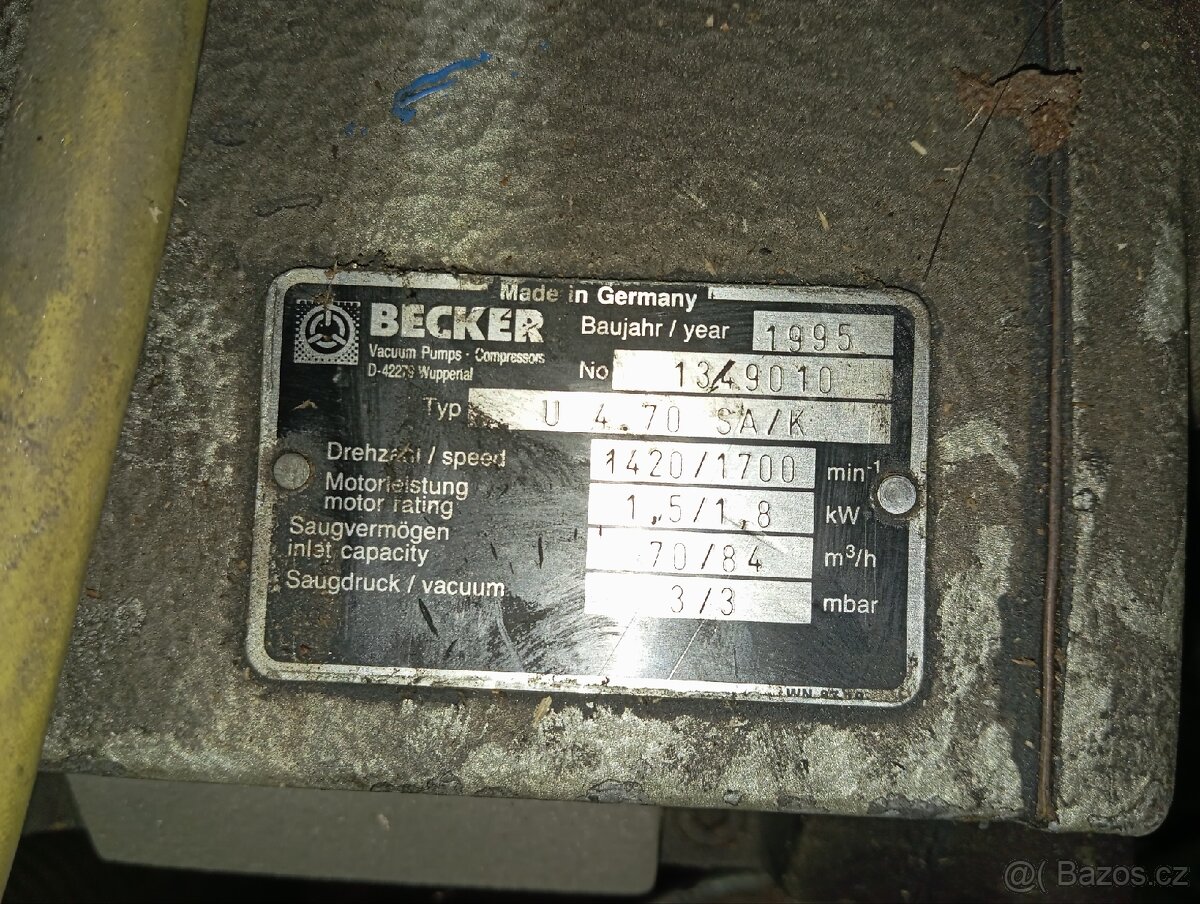 Made in Germany
BECKER
Vacuum Pumps · Compressors
D-42279 Wuppertal
Baujahr / year 1995
No 1349010
Typ U 4.70 SA/K
Drehzahl / speed 1420/1700 min⁻¹
Motorleistung
motor rating 1,5/1,8 kW
Saugvermögen
inlet capacity 70/84 m³/h
Saugdruck / vacuum 3/3 mbar
WN
@( Bazos.cz